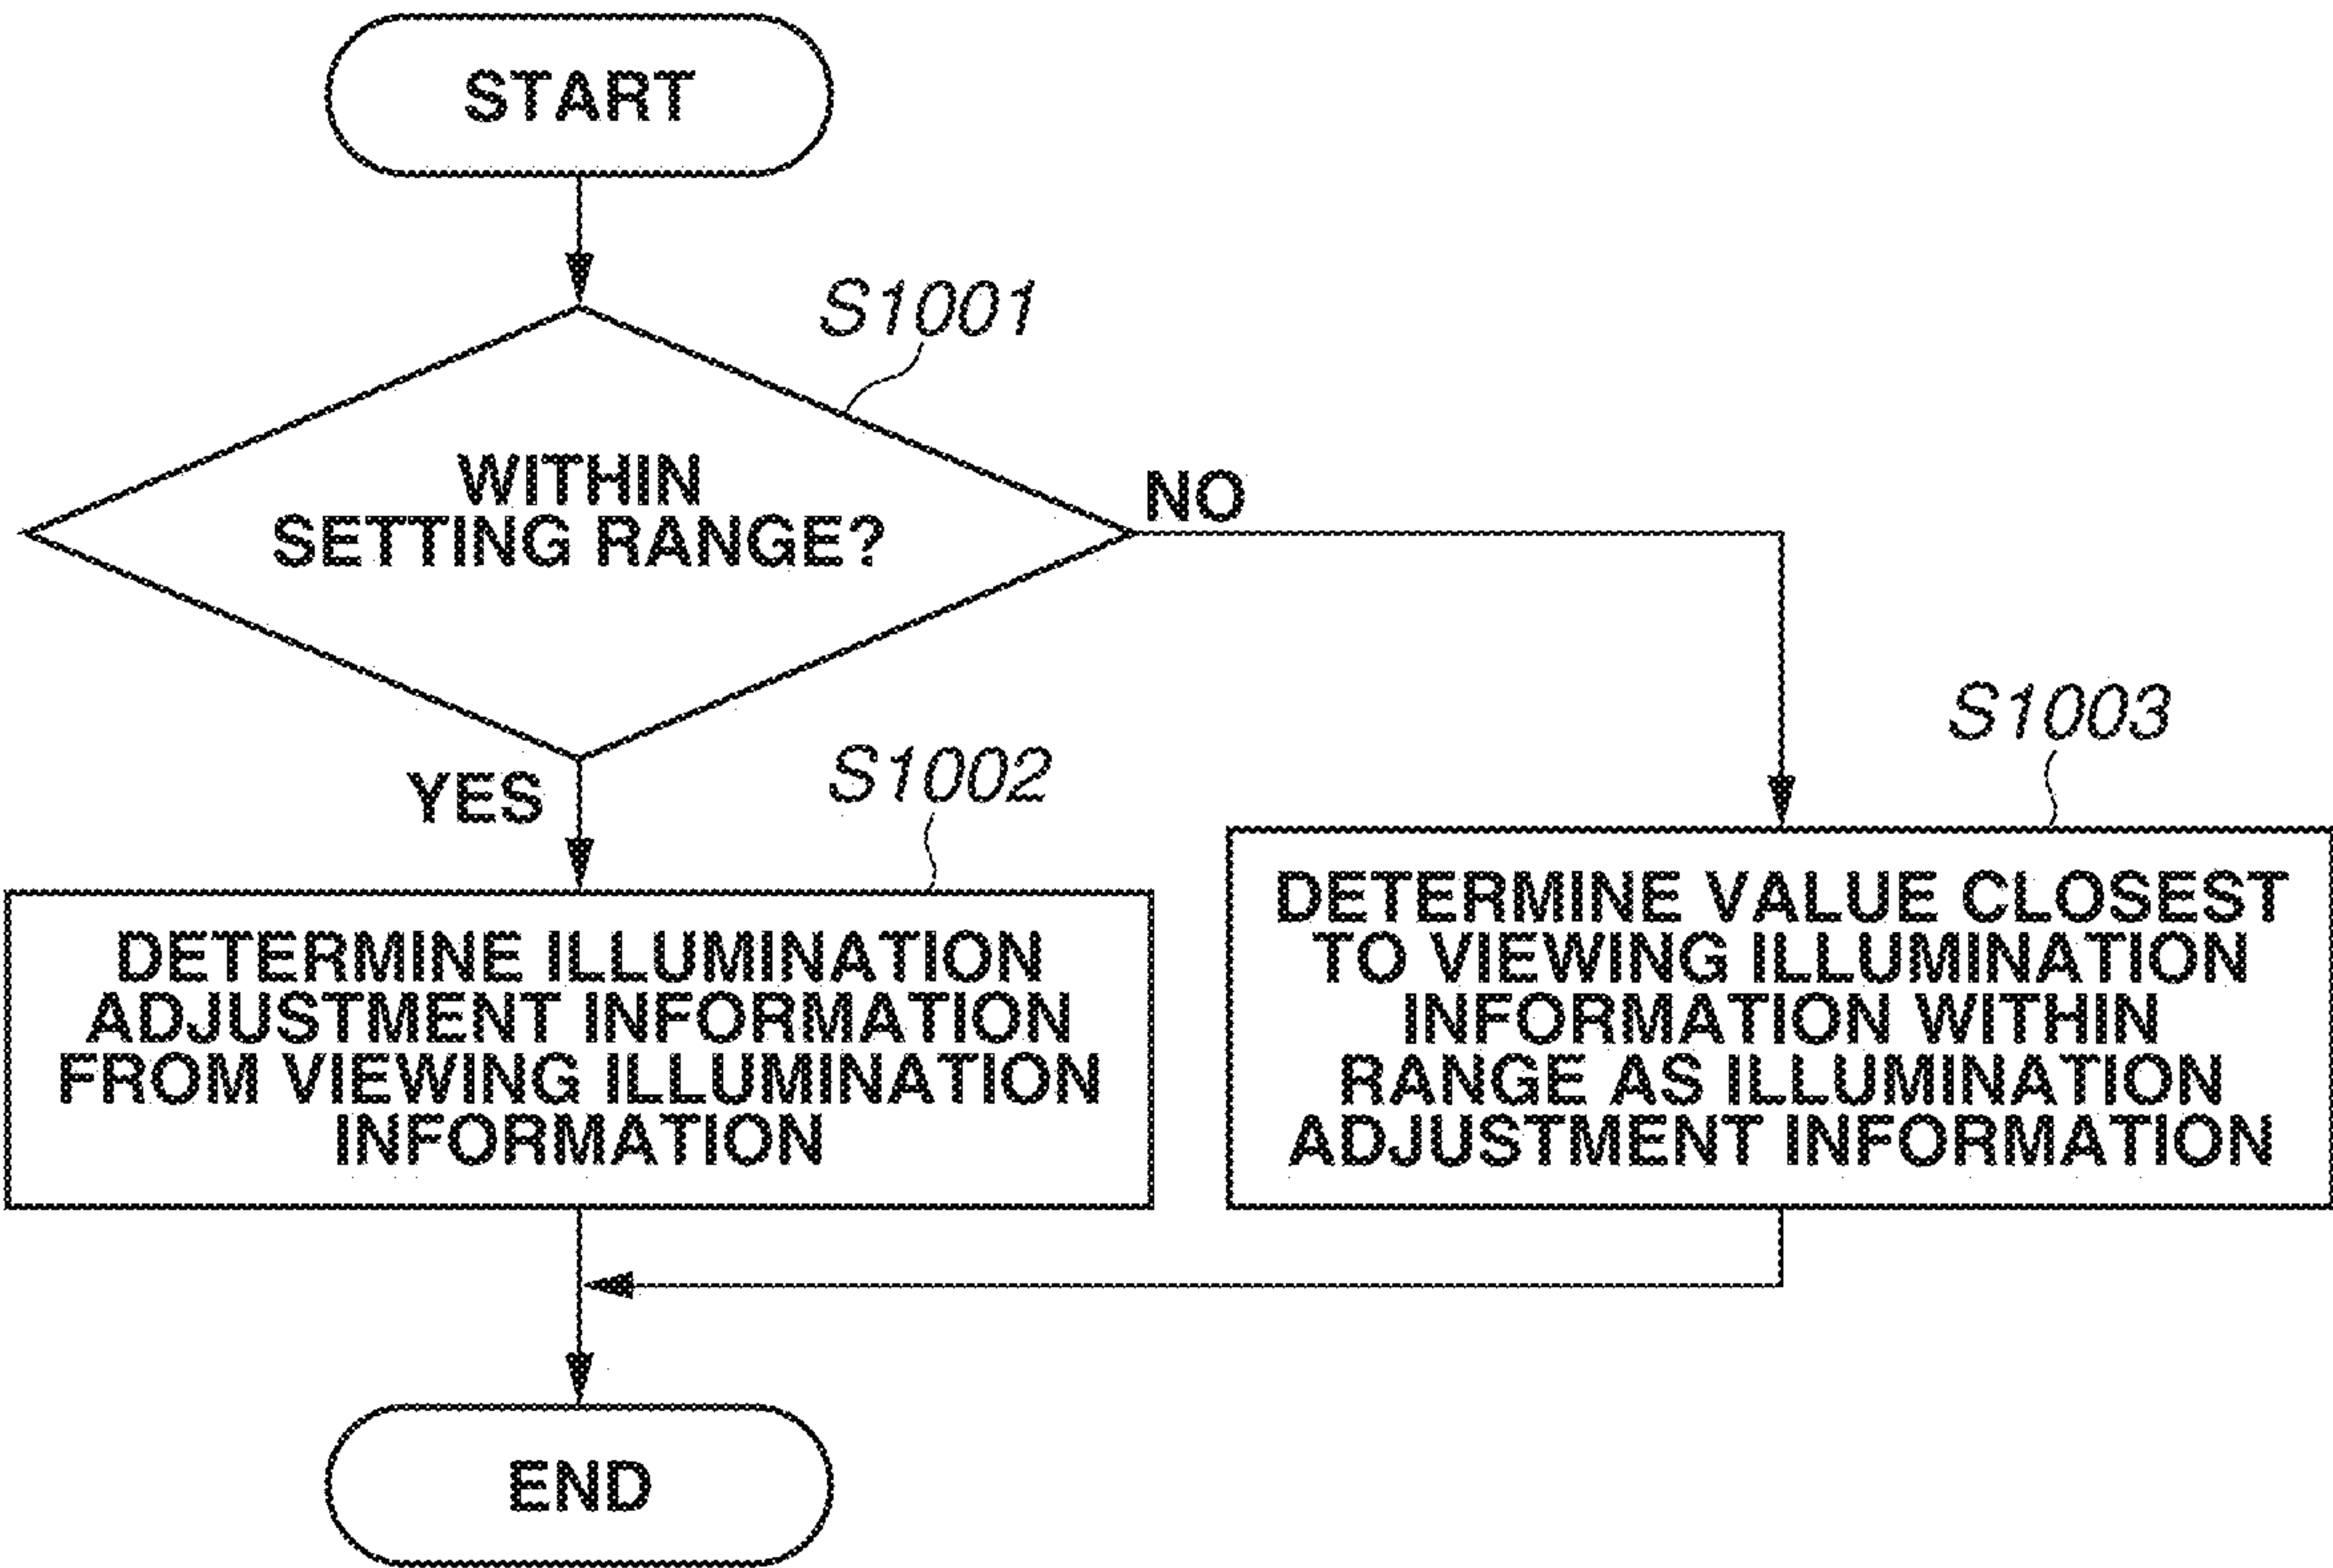 START
S1001
WITHIN
SETTING RANGE?
NO
YES
S1002
DETERMINE ILLUMINATION
ADJUSTMENT INFORMATION
FROM VIEWING ILLUMINATION
INFORMATION
S1003
DETERMINE VALUE CLOSEST
TO VIEWING ILLUMINATION
INFORMATION WITHIN
RANGE AS ILLUMINATION
ADJUSTMENT INFORMATION
END